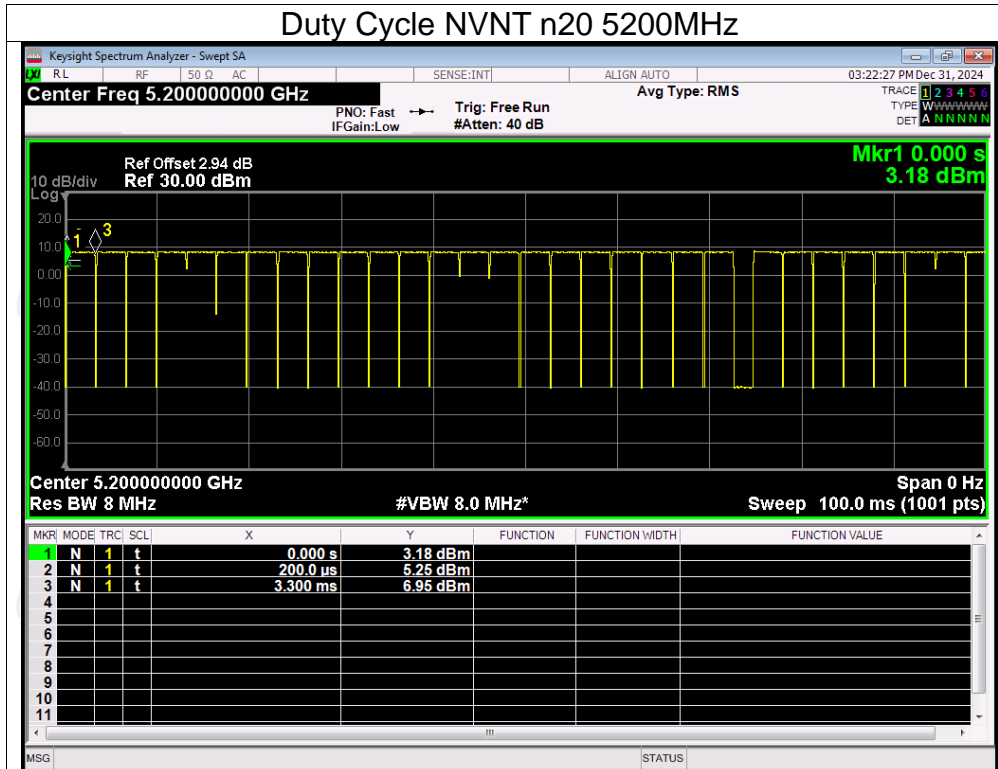 Duty Cycle NVNT n20 5200MHz
Keysight Spectrum Analyzer - Swept SA
LXI RL RF 50 Ω AC SENSE:INT ALIGN AUTO 03:22:27 PM Dec 31, 2024
Center Freq 5.200000000 GHz Avg Type: RMS TRACE 1 2 3 4 5 6
PNO: Fast Trig: Free Run TYPE WWWWWW
IFGain:Low #Atten: 40 dB DET A N N N N N
Mkr1 0.000 s
Ref Offset 2.94 dB
10 dB/div Ref 30.00 dBm 3.18 dBm
Log
20.0
1 3
10.0
0.00
-10.0
-20.0
-30.0
-40.0
-50.0
-60.0
Center 5.200000000 GHz Span 0 Hz
Res BW 8 MHz #VBW 8.0 MHz* Sweep 100.0 ms (1001 pts)
MKR MODE TRC SCL X Y FUNCTION FUNCTION WIDTH FUNCTION VALUE
1 N 1 t 0.000 s 3.18 dBm
2 N 1 t 200.0 µs 5.25 dBm
3 N 1 t 3.300 ms 6.95 dBm
4
5
6
7
8
9
10
11
MSG STATUS